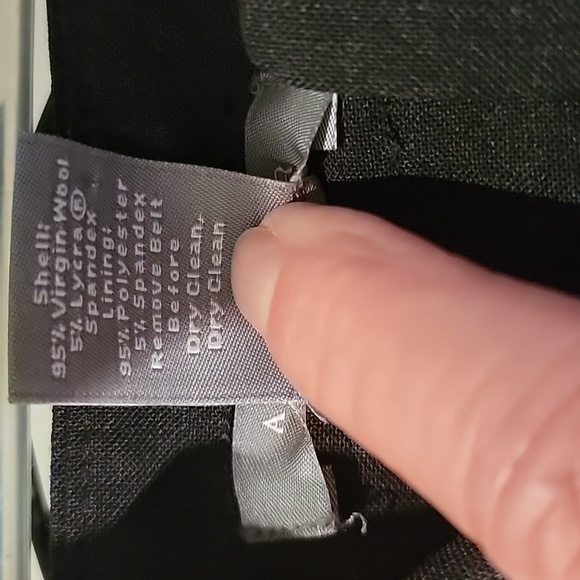 Shell:
95% Virgin Wool
5% Lycra®
Spandex
Lining:
95% Polyester
5% Spandex
Remove Belt
Before
Dry Clean.
Dry Clean
A